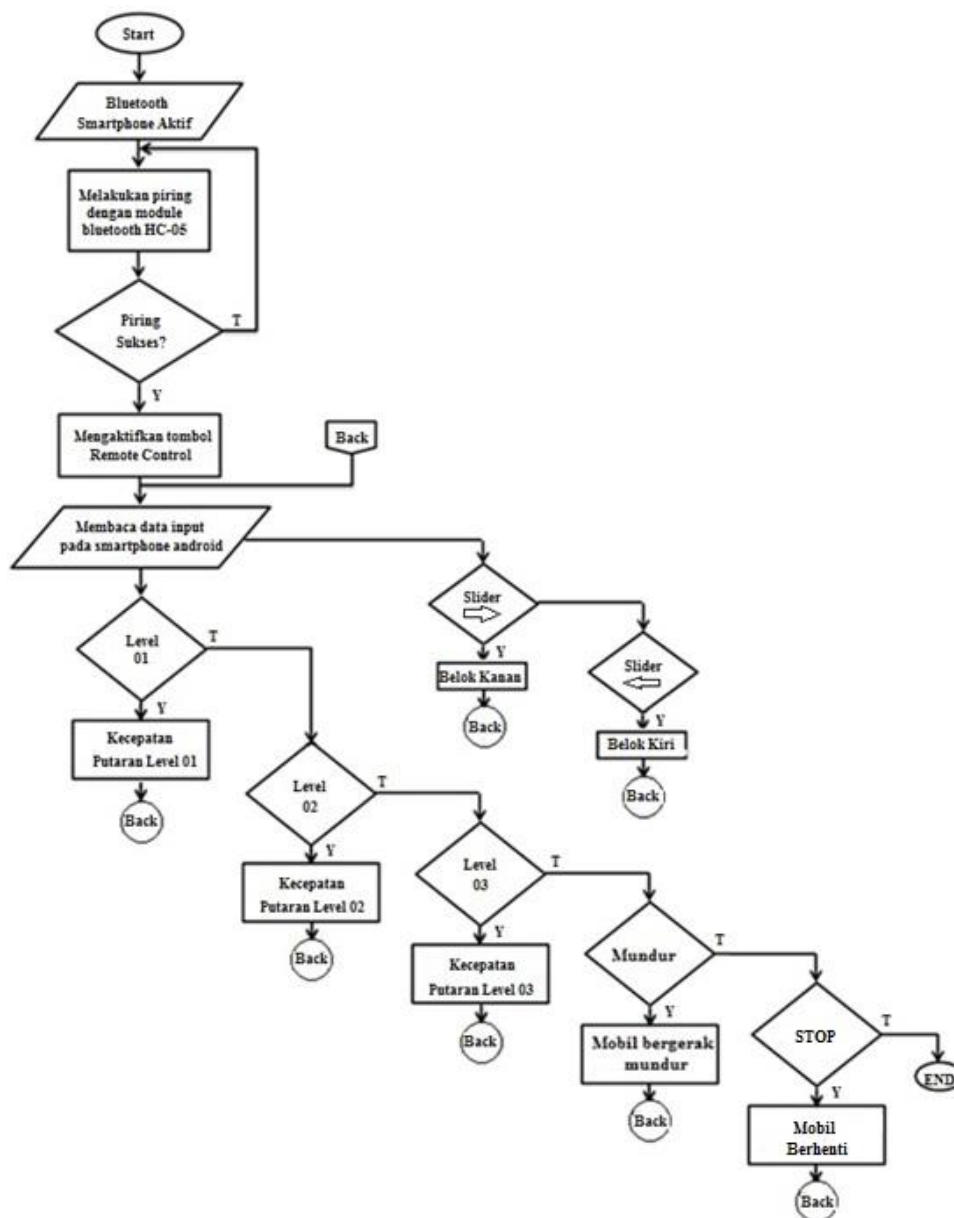 Start
Bluetooth
Smartphone Aktif
Melakukan piring
dengan module
bluetooth HC-05
Piring
Sukses?
T
Y
Mengaktifkan tombol
Remote Control
Back
Membaca data input
pada smartphone android
Slider
Y
Belok Kanan
Back
Slider
Y
Belok Kiri
Back
Level
01
T
Y
Kecepatan
Putaran Level 01
Back
Level
02
T
Y
Kecepatan
Putaran Level 02
Back
Level
03
T
Y
Kecepatan
Putaran Level 03
Back
Mundur
T
Y
Mobil bergerak
mundur
Back
STOP
T
END
Y
Mobil
Berhenti
Back